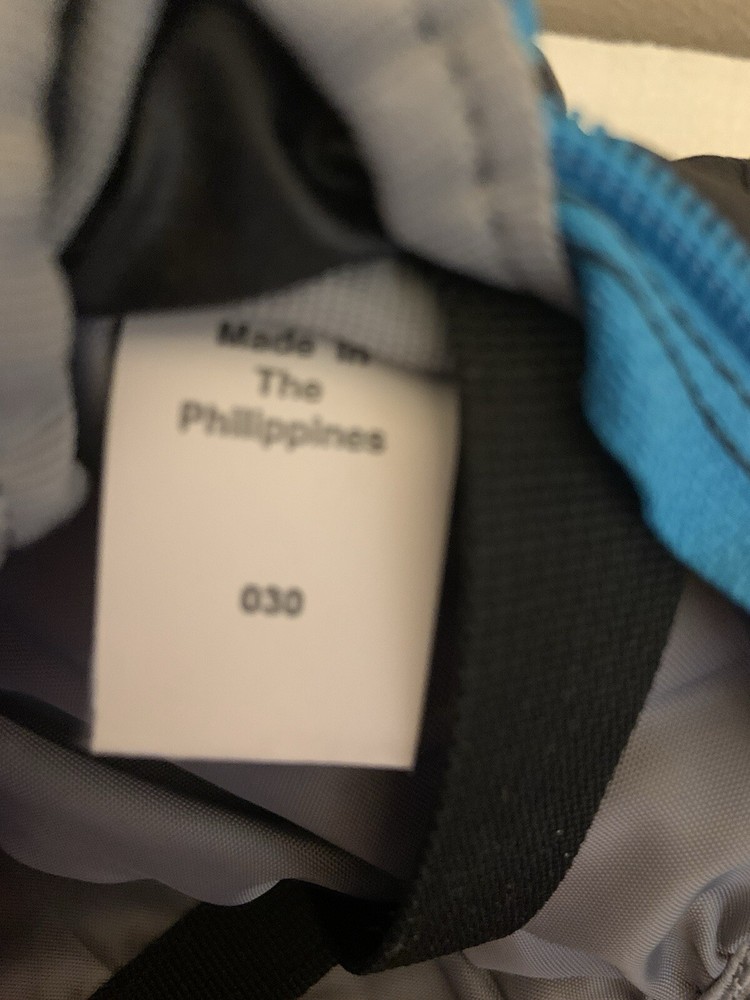 Made in
The
Philippines
030